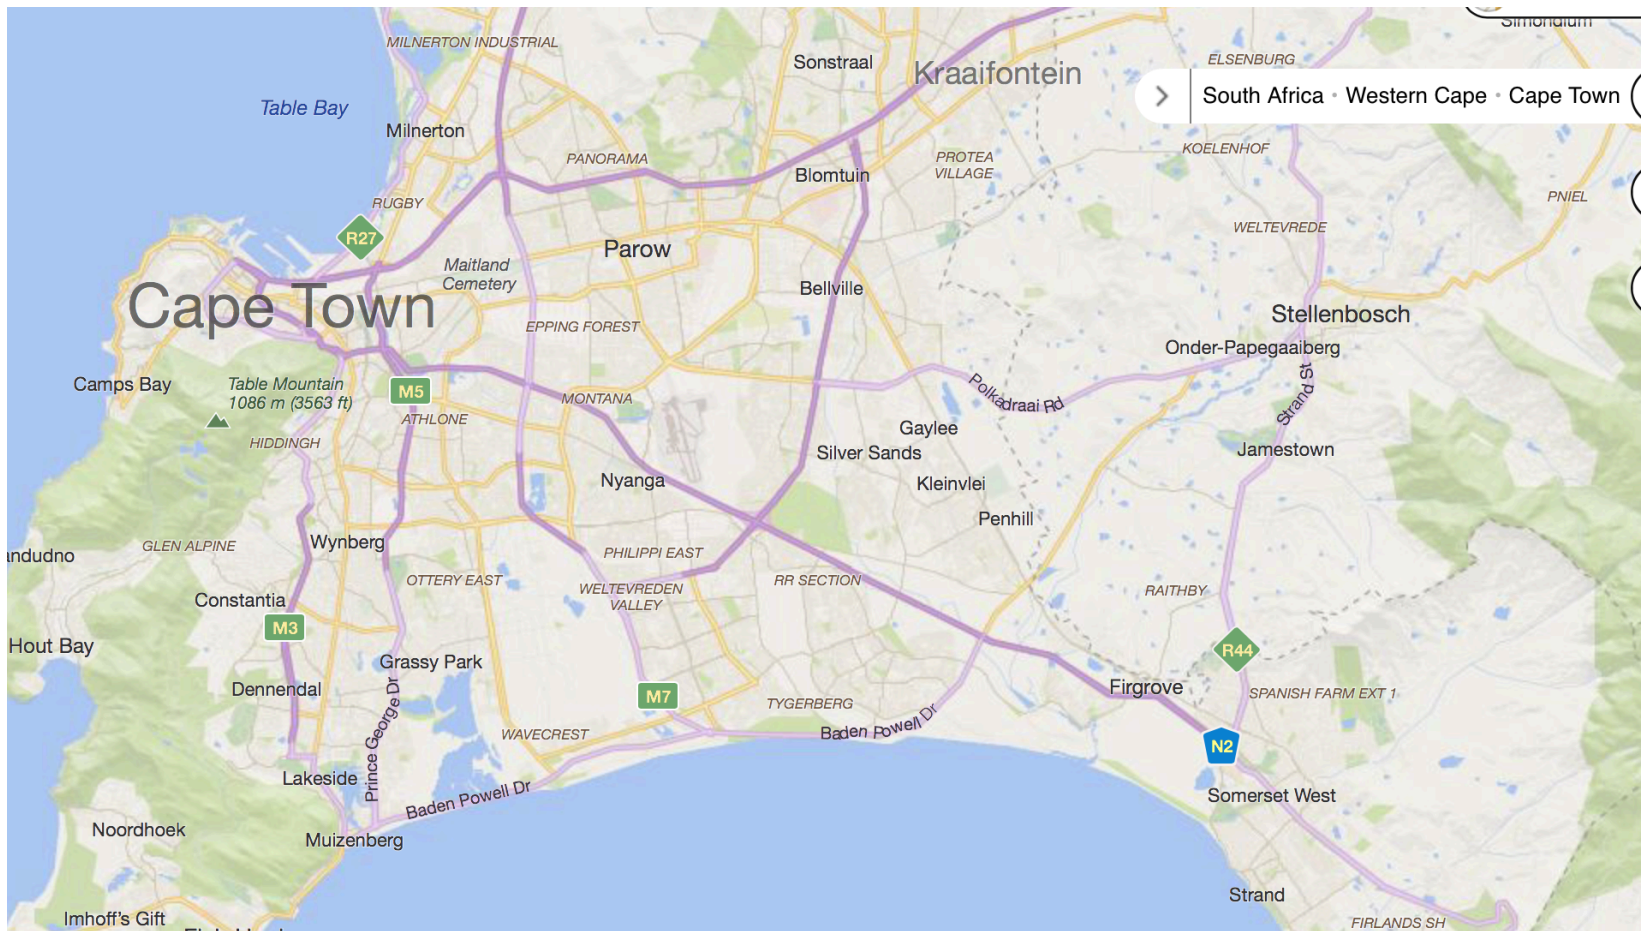 Simondium
MILNERTON INDUSTRIAL
Sonstraal
Kraaifontein
ELSENBURG
South Africa • Western Cape • Cape Town
Table Bay
Milnerton
KOELENHOF
PANORAMA
PROTEA
VILLAGE
Blomtuin
PNIEL
RUGBY
WELTEVREDE
R27
Parow
Maitland
Cemetery
Bellville
Cape Town
Stellenbosch
EPPING FOREST
Onder-Papegaaiberg
Camps Bay
Table Mountain
1086 m (3563 ft)
M5
Polkadraai Rd
Strand St
MONTANA
ATHLONE
HIDDINGH
Gaylee
Silver Sands
Jamestown
Nyanga
Kleinvlei
Penhill
Wynberg
GLEN ALPINE
andudno
PHILIPPI EAST
OTTERY EAST
WELTEVREDEN
VALLEY
RR SECTION
RAITHBY
Constantia
M3
Hout Bay
R44
Grassy Park
Dennendal
Firgrove
SPANISH FARM EXT 1
M7
TYGERBERG
Prince George Dr
WAVECREST
Baden Powell Dr
N2
Lakeside
Baden Powell Dr
Somerset West
Noordhoek
Muizenberg
Strand
Imhoff's Gift
FIRLANDS SH